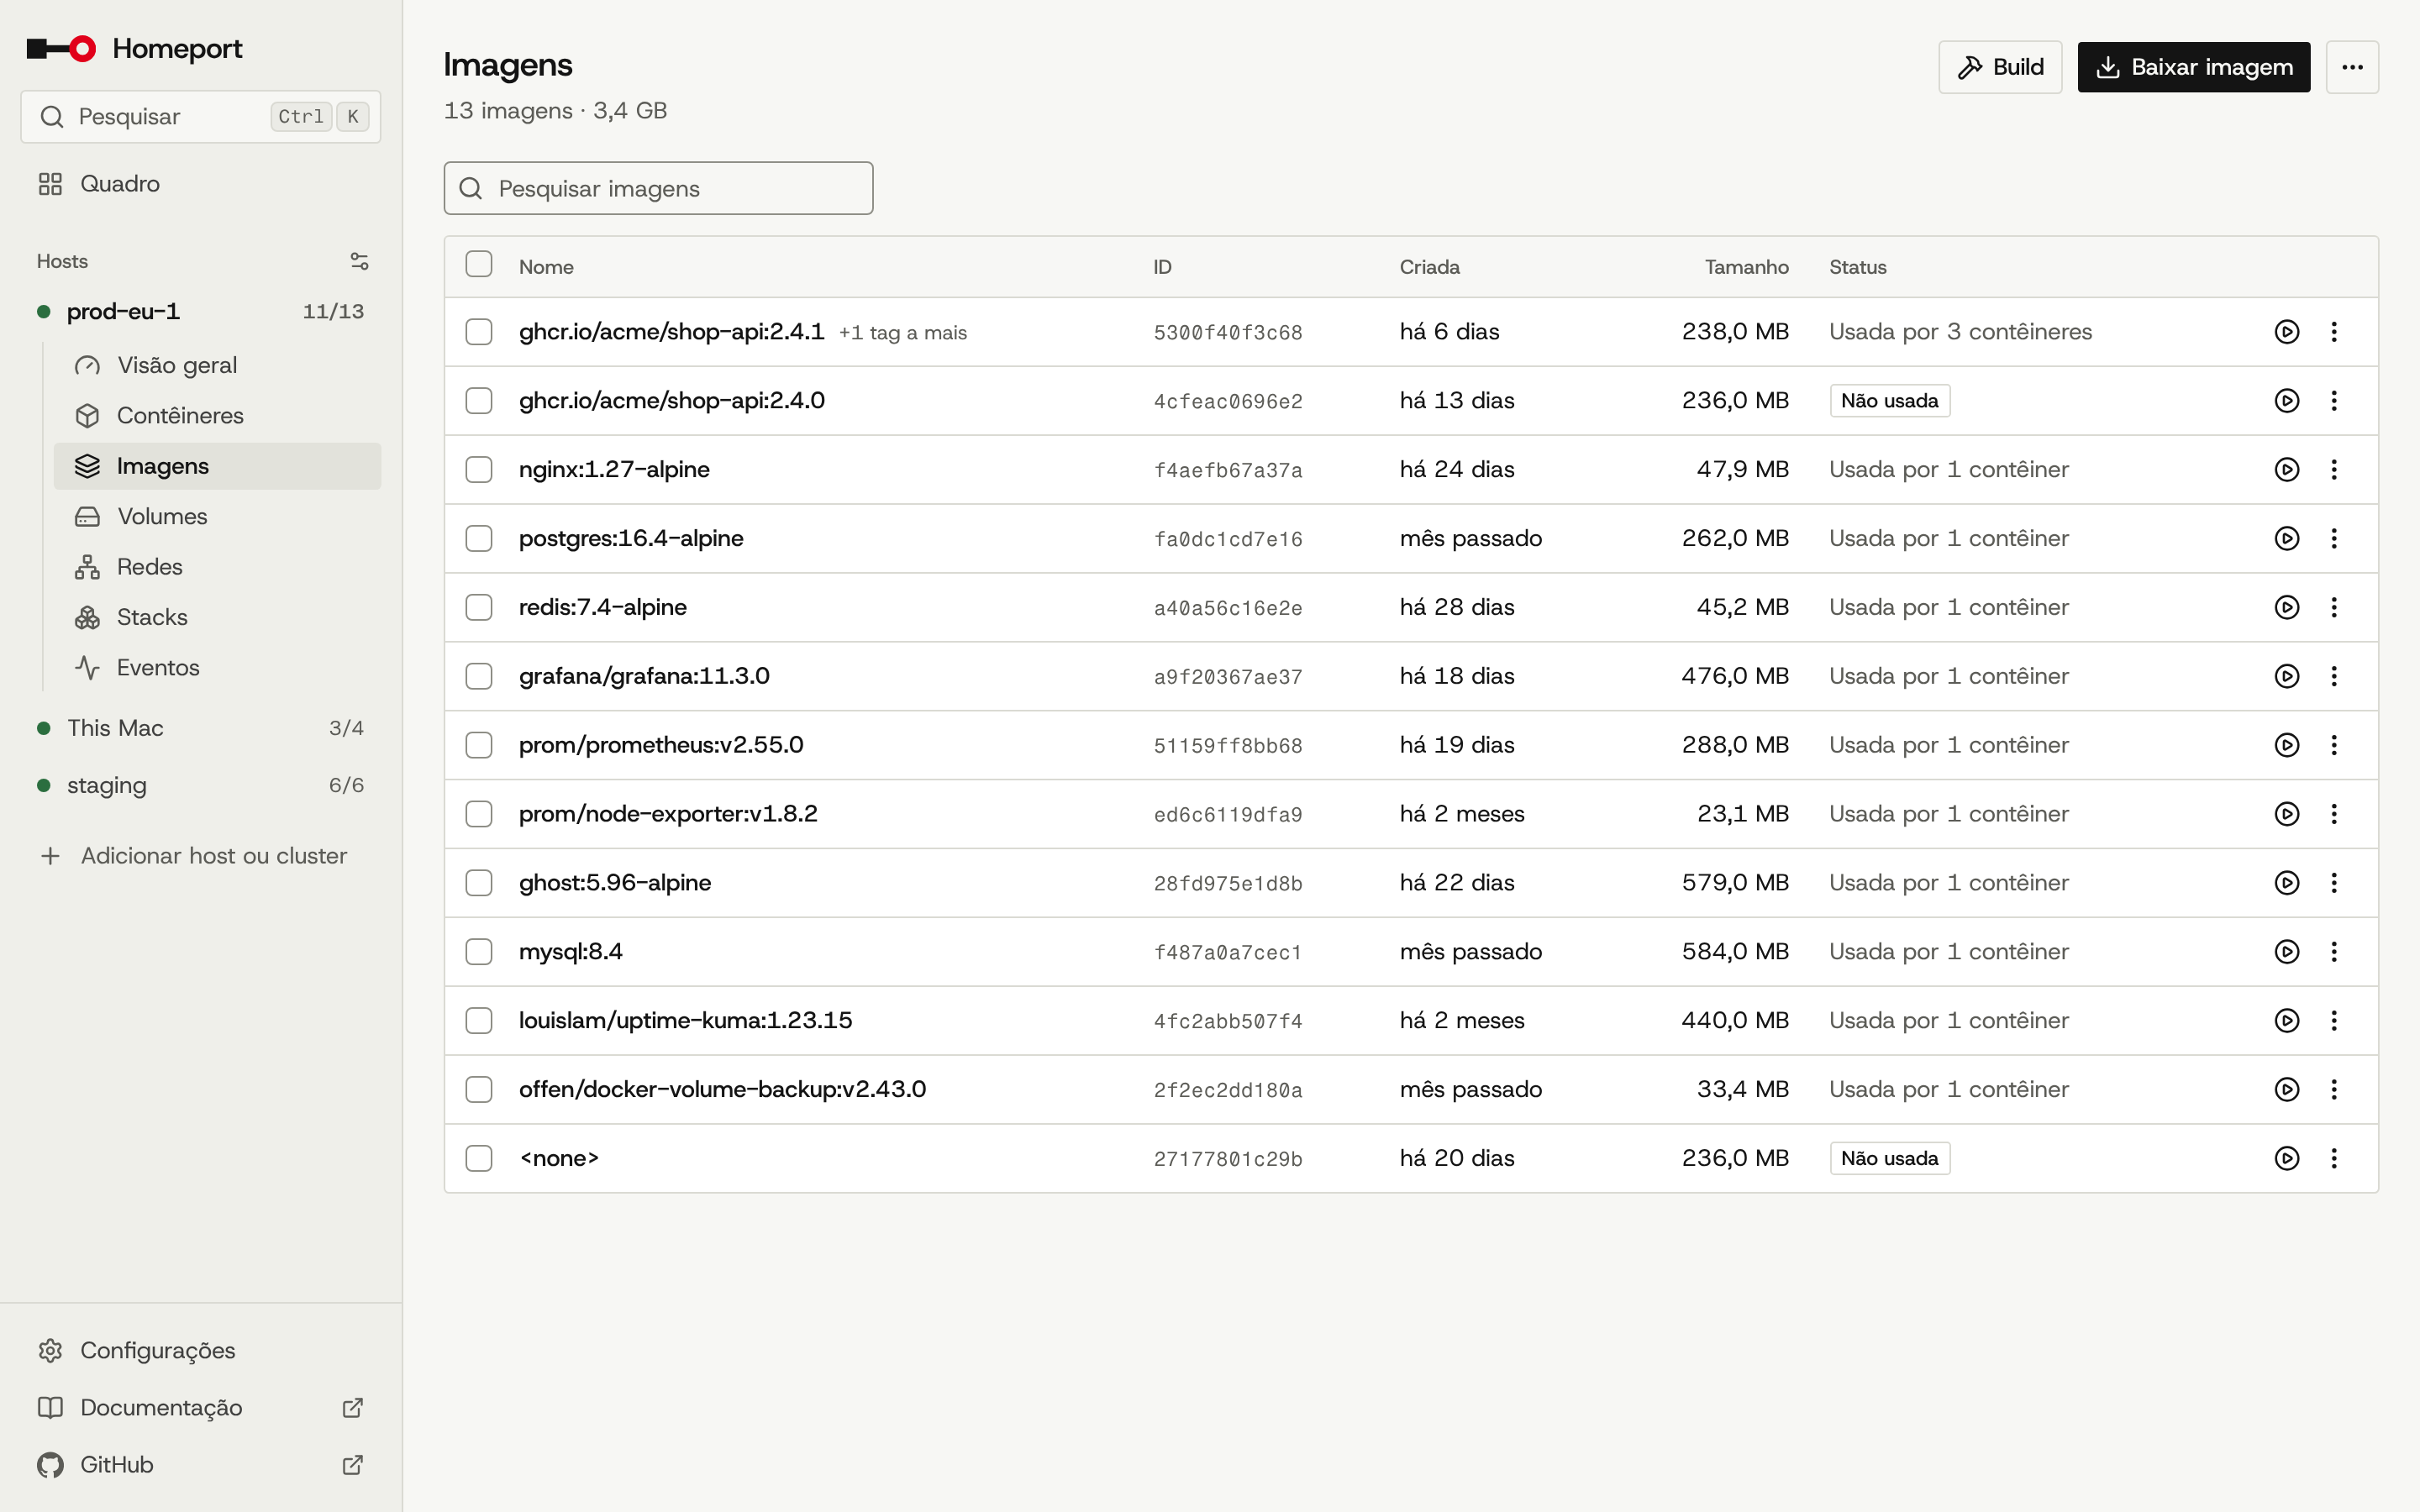 Homeport
Pesquisar Ctrl K
Quadro
Hosts
prod-eu-1 11/13
Visão geral
Contêineres
Imagens
Volumes
Redes
Stacks
Eventos
This Mac 3/4
staging 6/6
Adicionar host ou cluster
Configurações
Documentação
GitHub
Imagens
13 imagens · 3,4 GB
Build
Baixar imagem
Pesquisar imagens
Nome ID Criada Tamanho Status
ghcr.io/acme/shop-api:2.4.1 +1 tag a mais 5300f40f3c68 há 6 dias 238,0 MB Usada por 3 contêineres
ghcr.io/acme/shop-api:2.4.0 4cfeac0696e2 há 13 dias 236,0 MB Não usada
nginx:1.27-alpine f4aefb67a37a há 24 dias 47,9 MB Usada por 1 contêiner
postgres:16.4-alpine fa0dc1cd7e16 mês passado 262,0 MB Usada por 1 contêiner
redis:7.4-alpine a40a56c16e2e há 28 dias 45,2 MB Usada por 1 contêiner
grafana/grafana:11.3.0 a9f20367ae37 há 18 dias 476,0 MB Usada por 1 contêiner
prom/prometheus:v2.55.0 51159ff8bb68 há 19 dias 288,0 MB Usada por 1 contêiner
prom/node-exporter:v1.8.2 ed6c6119dfa9 há 2 meses 23,1 MB Usada por 1 contêiner
ghost:5.96-alpine 28fd975e1d8b há 22 dias 579,0 MB Usada por 1 contêiner
mysql:8.4 f487a0a7cec1 mês passado 584,0 MB Usada por 1 contêiner
louislam/uptime-kuma:1.23.15 4fc2abb507f4 há 2 meses 440,0 MB Usada por 1 contêiner
offen/docker-volume-backup:v2.43.0 2f2ec2dd180a mês passado 33,4 MB Usada por 1 contêiner
<none> 27177801c29b há 20 dias 236,0 MB Não usada